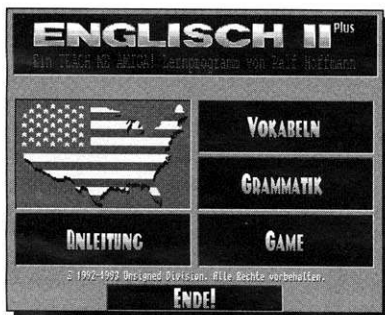 ENGLISCH II Plus
Ein TEACH ME AMIGA! Lernprogramm von Ralf Hoffmann
VOKABELN
GRAMMATIK
ANLEITUNG
GAME
© 1992-1993 Unsigned Division. Alle Rechte vorbehalten.
ENDE!